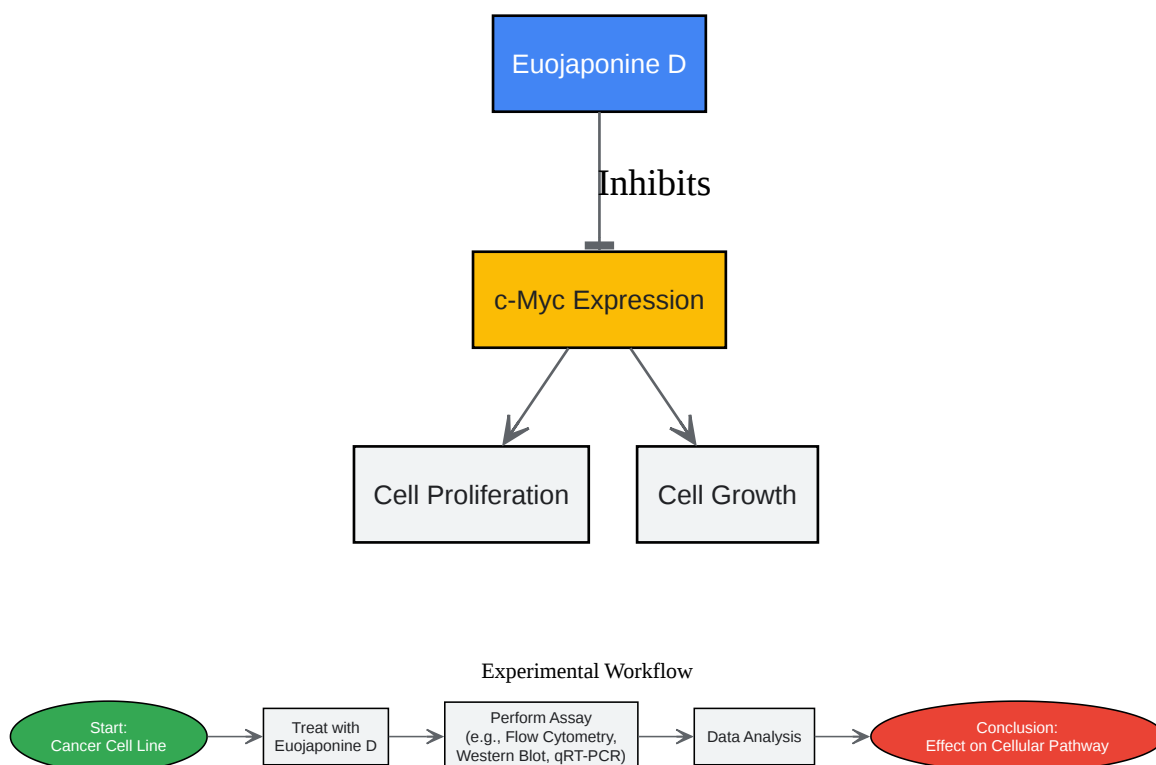 Euojaponine D
Inhibits
c-Myc Expression
Cell Proliferation
Cell Growth
Experimental Workflow
Start:
Cancer Cell Line
Treat with
Euojaponine D
Perform Assay
(e.g., Flow Cytometry,
Western Blot, qRT-PCR)
Data Analysis
Conclusion:
Effect on Cellular Pathway